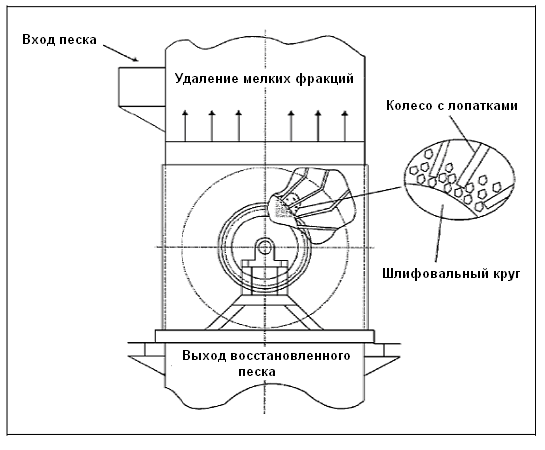 Вход песка
Удаление мелких фракций
Колесо с лопатками
Шлифовальный круг
Выход восстановленного
песка